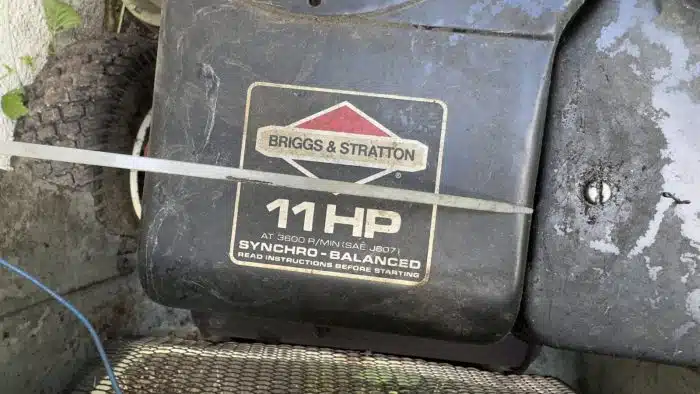 BRIGGS & STRATTON
®
11 HP
AT 3600 R/MIN (SAE J607)
SYNCHRO-BALANCED
READ INSTRUCTIONS BEFORE STARTING